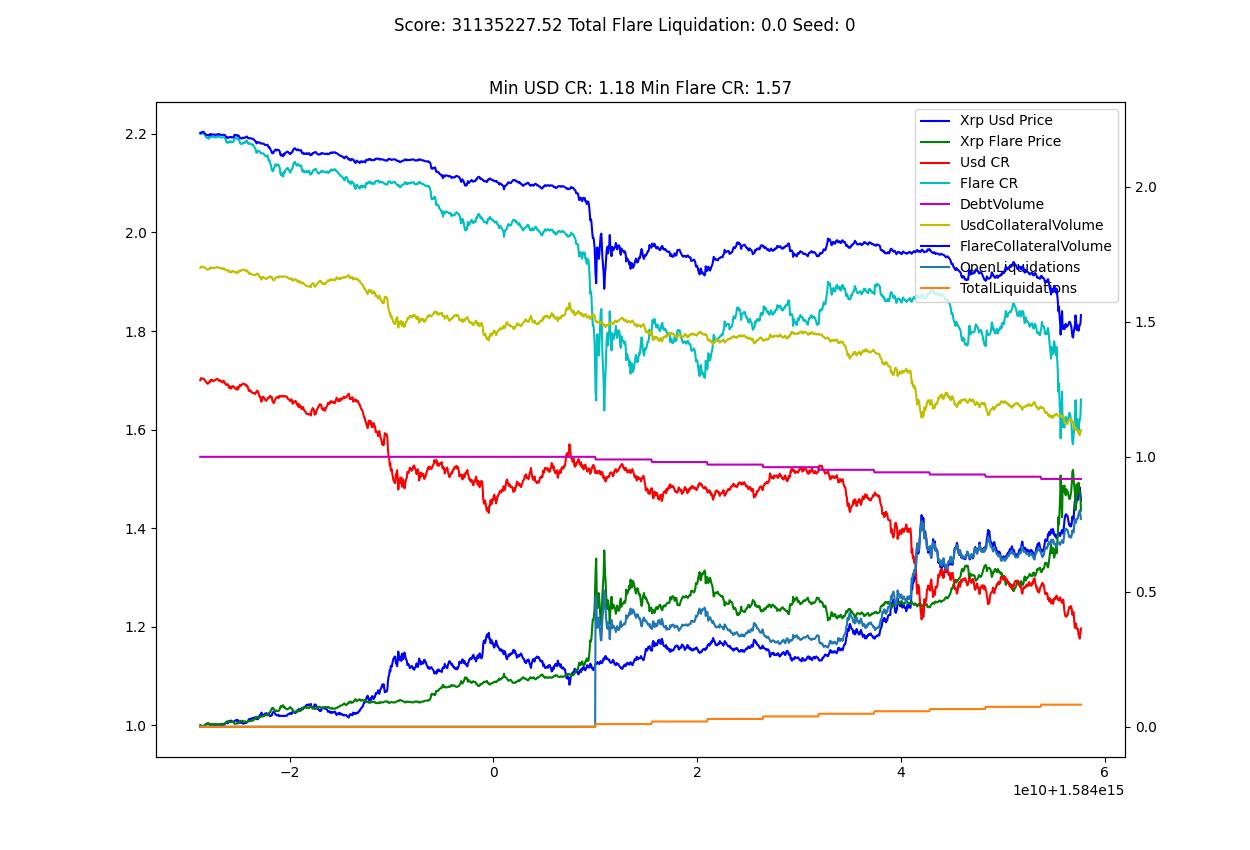 Score: 31135227.52 Total Flare Liquidation: 0.0 Seed: 0
Min USD CR: 1.18 Min Flare CR: 1.57
Xrp Usd Price
Xrp Flare Price
Usd CR
Flare CR
DebtVolume
UsdCollateralVolume
FlareCollateralVolume
OpenLiquidations
TotalLiquidations
2.2
2.0
1.8
1.6
1.4
1.2
1.0
2.0
1.5
1.0
0.5
0.0
−2 0 2 4 6
1e10+1.584e15